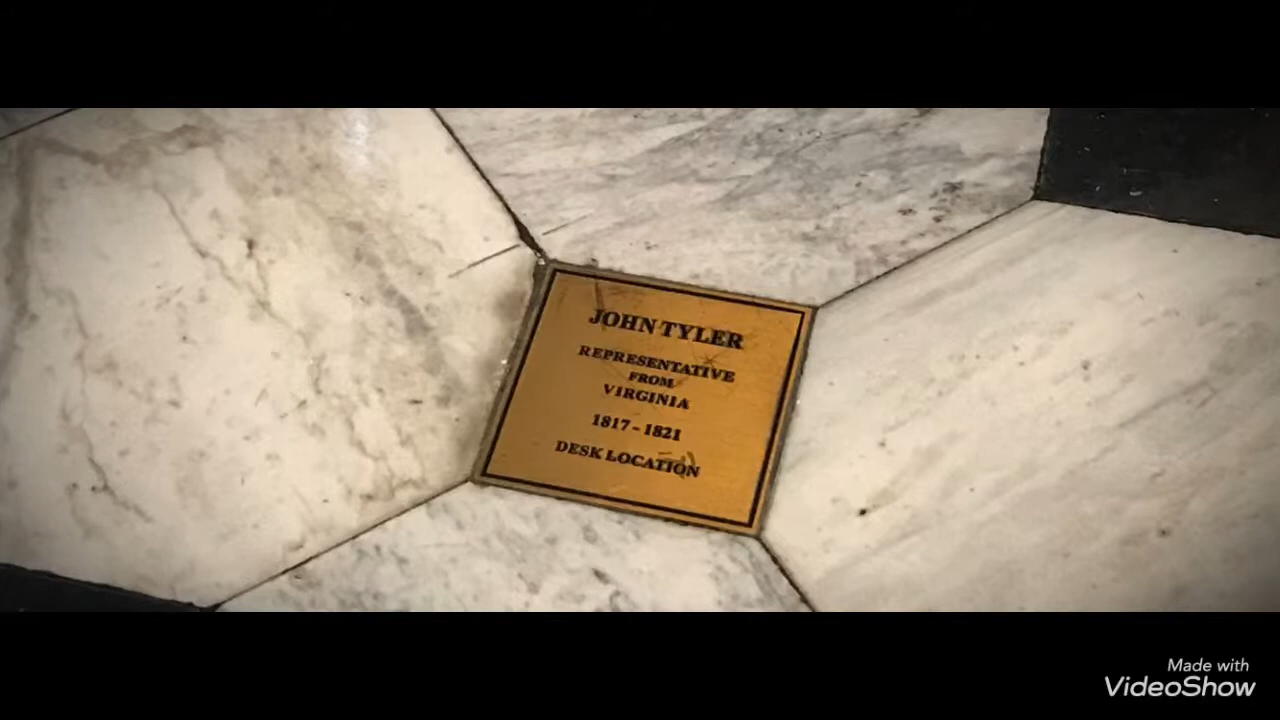 JOHN TYLER
REPRESENTATIVE
FROM
VIRGINIA
1817 - 1821
DESK LOCATION
Made with
VideoShow